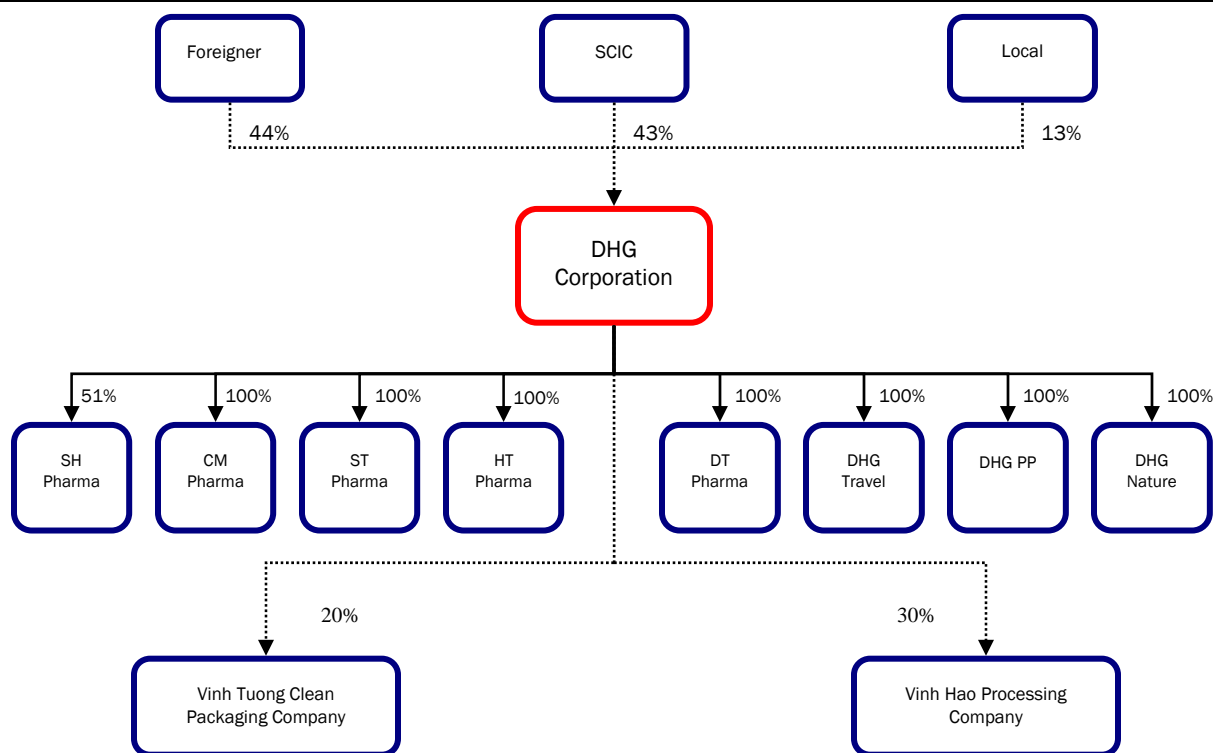 Foreigner
SCIC
Local
44%
43%
13%
DHG
Corporation
51%
100%
100%
100%
100%
100%
100%
100%
SH
Pharma
CM
Pharma
ST
Pharma
HT
Pharma
DT
Pharma
DHG
Travel
DHG PP
DHG
Nature
20%
30%
Vinh Tuong Clean
Packaging Company
Vinh Hao Processing
Company